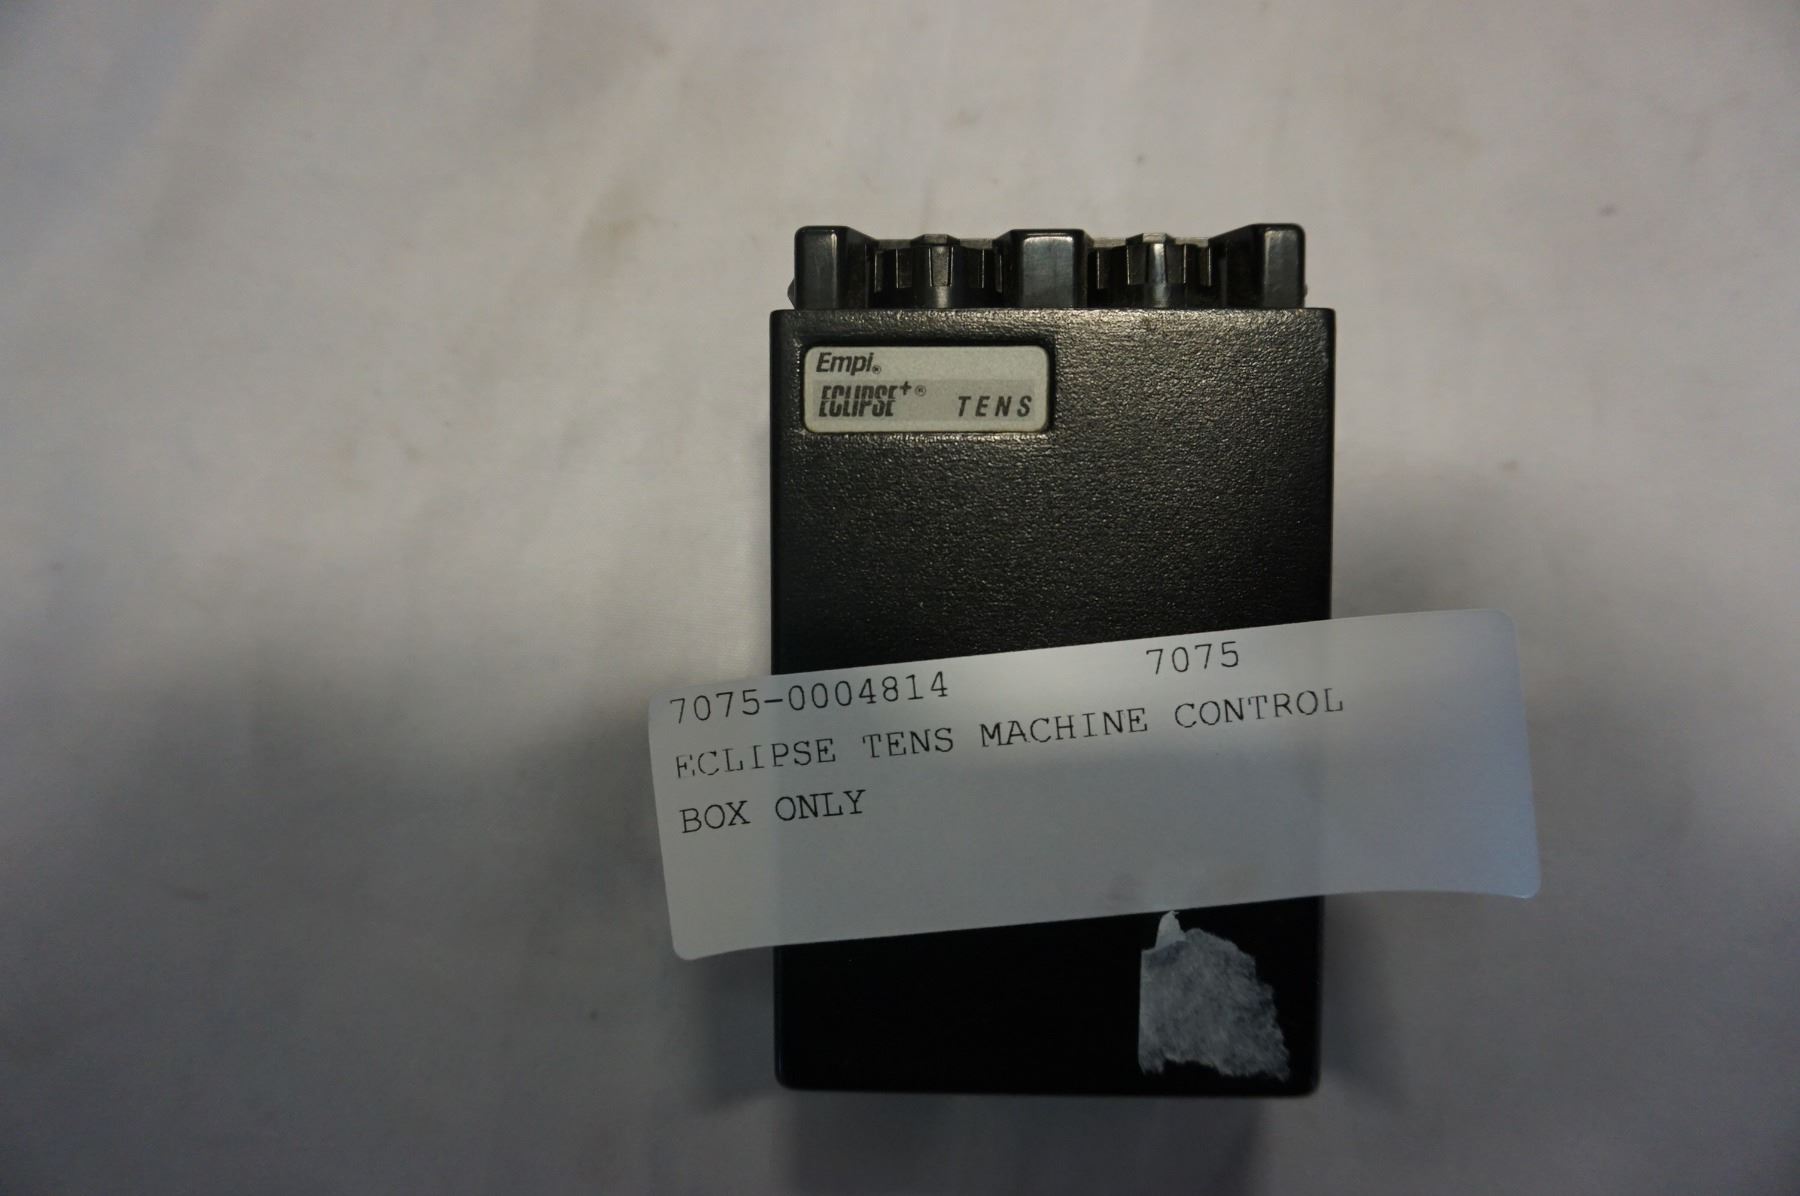 Empi®
ECLIPSE+® TENS
7075-0004814 7075
ECLIPSE TENS MACHINE CONTROL
BOX ONLY